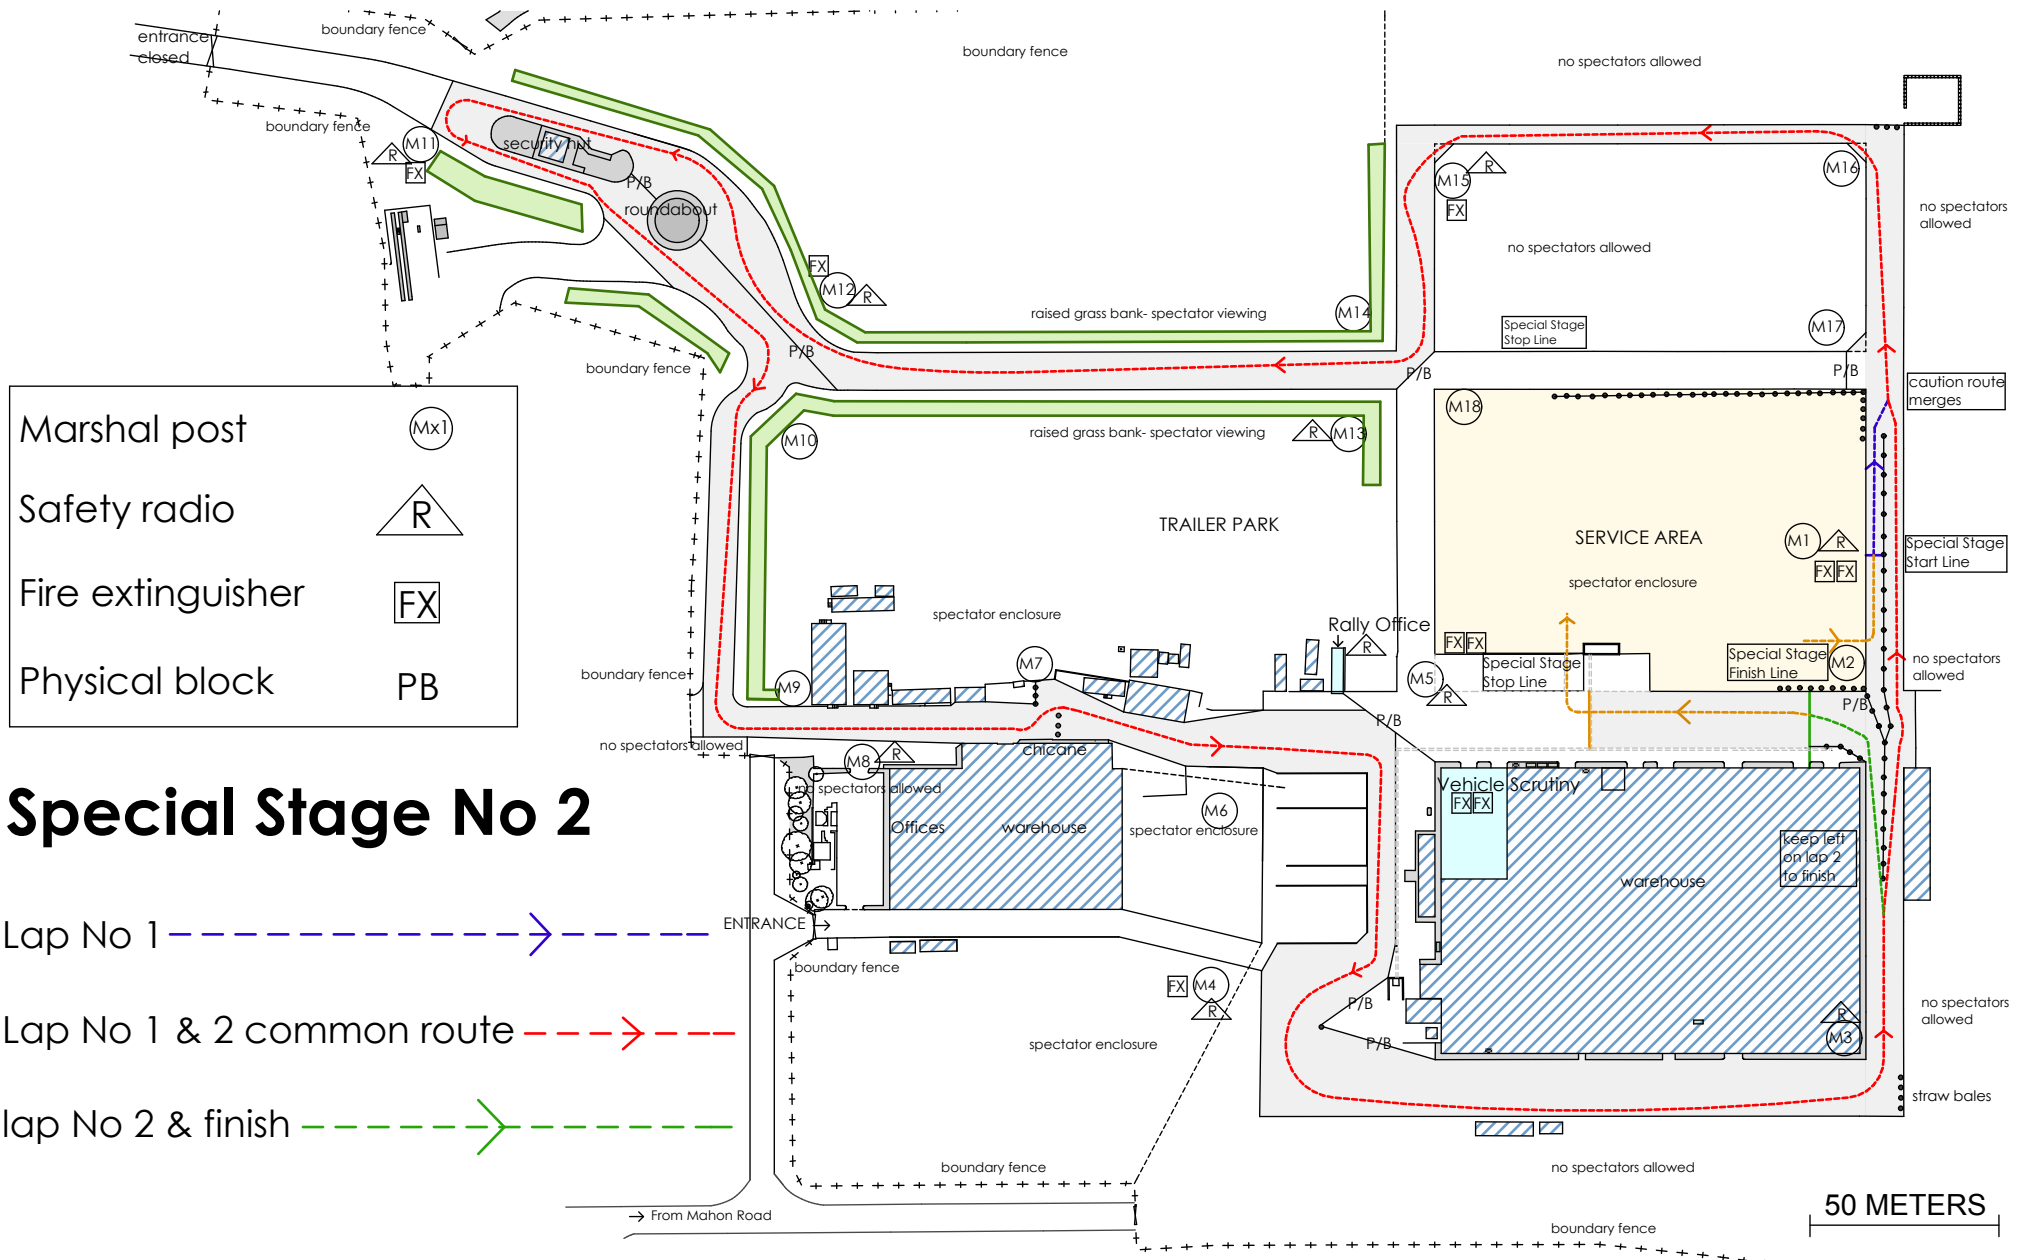 entrance
closed
boundary fence
boundary fence
no spectators allowed
boundary fence
M11
R
FX
security hut
P/B
roundabout
M15
R
FX
M16
no spectators
allowed
no spectators allowed
FX
M12
R
raised grass bank- spectator viewing
M14
Special Stage
Stop Line
M17
P/B
boundary fence
P/B
P/B
caution route
merges
Marshal post
Mx1
Safety radio
R
Fire extinguisher
FX
Physical block
PB
M10
raised grass bank- spectator viewing
R
M13
M18
TRAILER PARK
SERVICE AREA
spectator enclosure
M1
R
FX
FX
Special Stage
Start Line
spectator enclosure
Rally Office
R
FX
FX
Special Stage
Stop Line
Special Stage
Finish Line
M2
no spectators
allowed
boundary fence
M9
M7
M5
R
P/B
P/B
no spectators allowed
M8
R
chicane
no spectators allowed
Offices
warehouse
M6
spectator enclosure
Vehicle Scrutiny
FX
FX
keep left
on lap 2
to finish
warehouse
Special Stage No 2
ENTRANCE
boundary fence
Lap No 1
FX
M4
R
P/B
P/B
R
M3
no spectators
allowed
Lap No 1 & 2 common route
spectator enclosure
straw bales
lap No 2 & finish
boundary fence
no spectators allowed
From Mahon Road
boundary fence
50 METERS